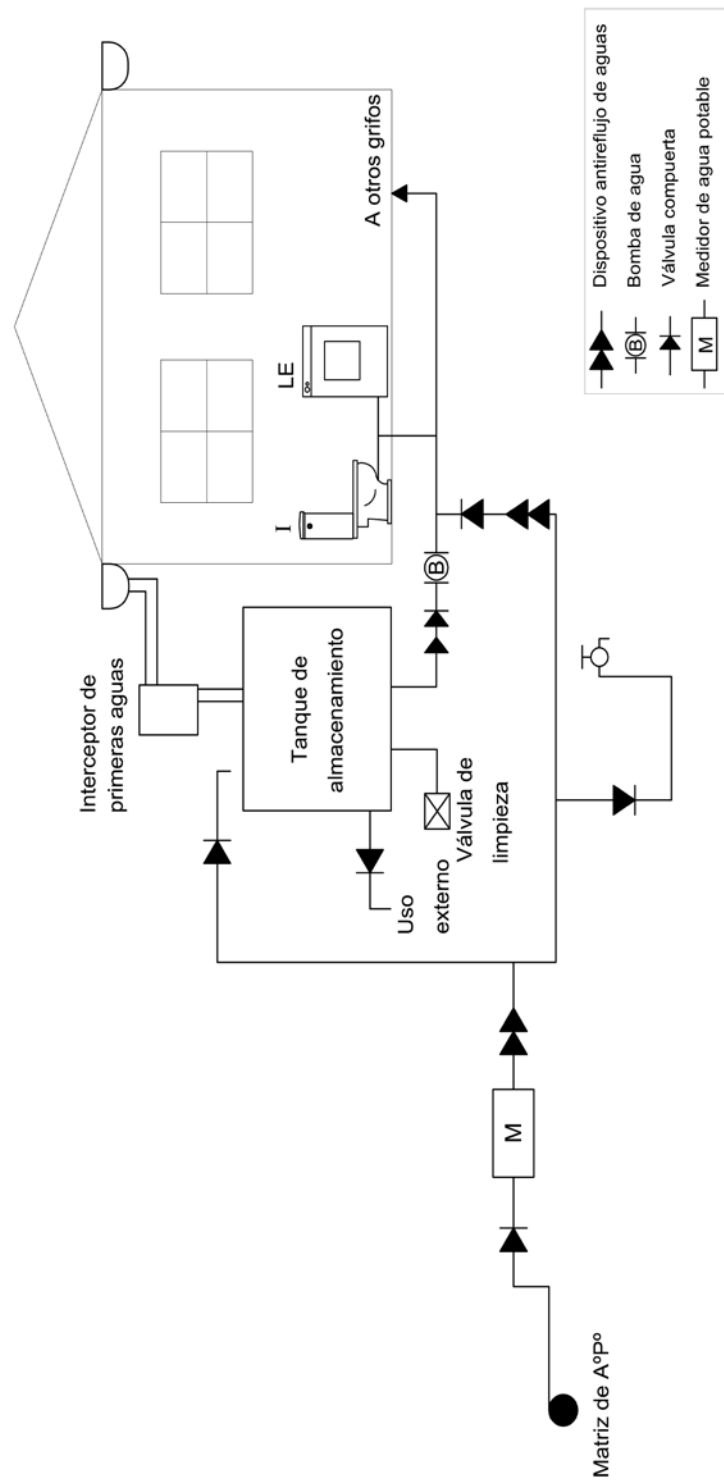 Interceptor de
primeras aguas
Tanque de
almacenamiento
I
LE
A otros grifos
B
Uso
externo
Válvula de
limpieza
M
Matriz de AºPº
Dispositivo antireflujo de aguas
B
Bomba de agua
Válvula compuerta
M
Medidor de agua potable